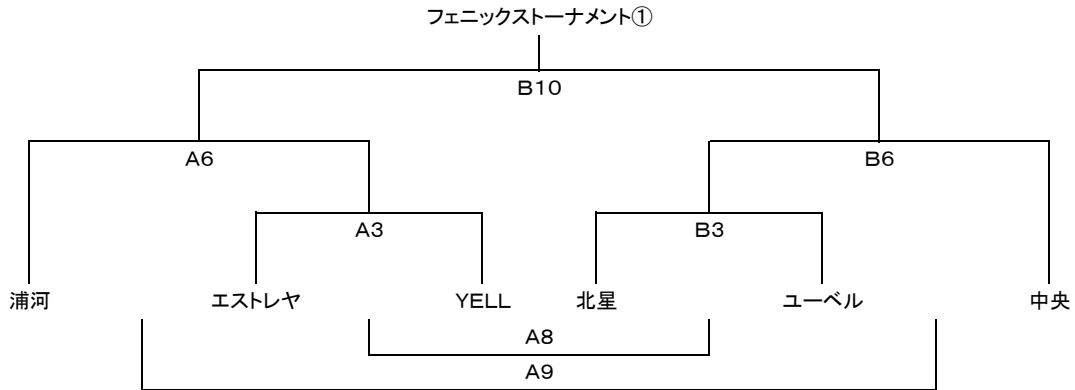 フェニックストーナメント①
B10
A6 B6
A3 B3
浦河 エストレヤ YELL 北星 ユーベル 中央
A8
A9